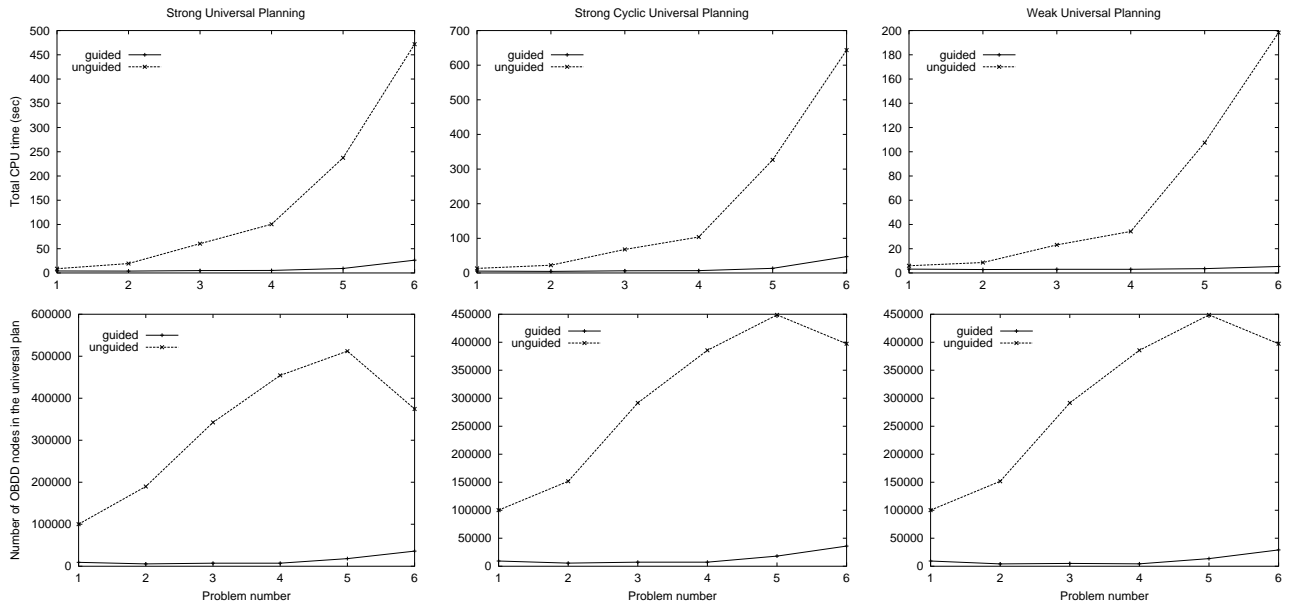 Strong Universal Planning
500
450
400
350
300
250
200
150
100
50
0
Total CPU time (sec)
guided
unguided
1 2 3 4 5 6
Strong Cyclic Universal Planning
700
600
500
400
300
200
100
0
guided
unguided
1 2 3 4 5 6
Weak Universal Planning
200
180
160
140
120
100
80
60
40
20
0
guided
unguided
1 2 3 4 5 6
600000
500000
400000
300000
200000
100000
0
Number of OBDD nodes in the universal plan
guided
unguided
1 2 3 4 5 6
Problem number
450000
400000
350000
300000
250000
200000
150000
100000
50000
0
guided
unguided
1 2 3 4 5 6
Problem number
450000
400000
350000
300000
250000
200000
150000
100000
50000
0
guided
unguided
1 2 3 4 5 6
Problem number